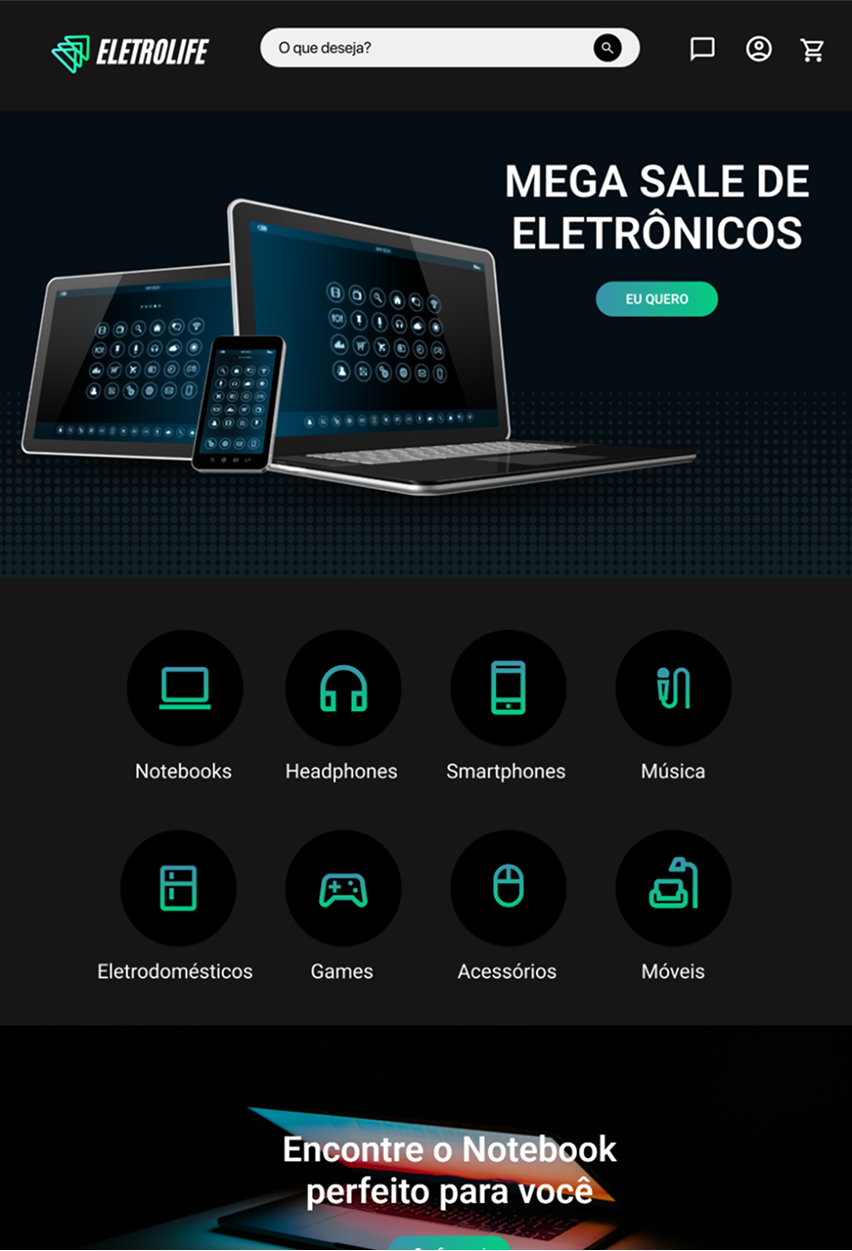 ELETROLIFE
O que deseja?
MEGA SALE DE
ELETRÔNICOS
EU QUERO
Notebooks
Headphones
Smartphones
Música
Eletrodomésticos
Games
Acessórios
Móveis
Encontre o Notebook
perfeito para você